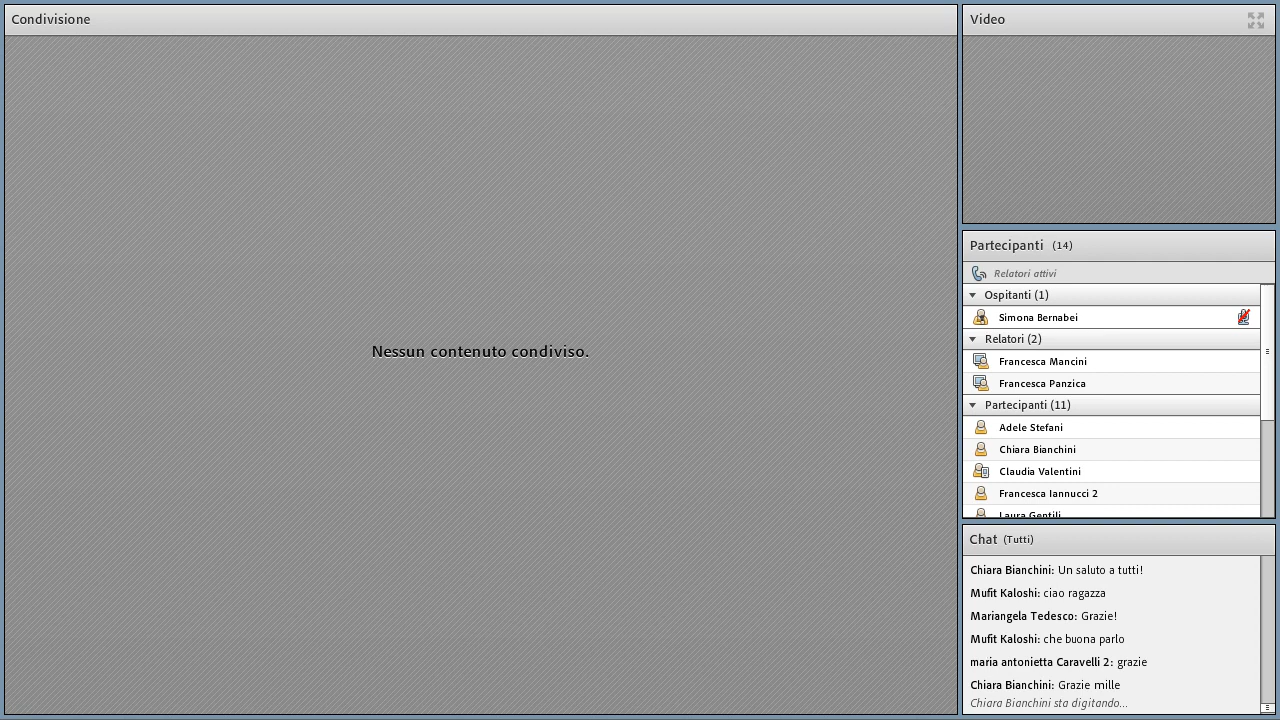 Condivisione
Nessun contenuto condiviso.
Video
Partecipanti (14)
Relatori attivi
Ospitanti (1)
Simona Bernabei
Relatori (2)
Francesca Mancini
Francesca Panzica
Partecipanti (11)
Adele Stefani
Chiara Bianchini
Claudia Valentini
Francesca Iannucci 2
Laura Gentili
Chat (Tutti)
Chiara Bianchini: Un saluto a tutti!
Mufit Kaloshi: ciao ragazza
Mariangela Tedesco: Grazie!
Mufit Kaloshi: che buona parlo
maria antonietta Caravelli 2: grazie
Chiara Bianchini: Grazie mille
Chiara Bianchini sta digitando...